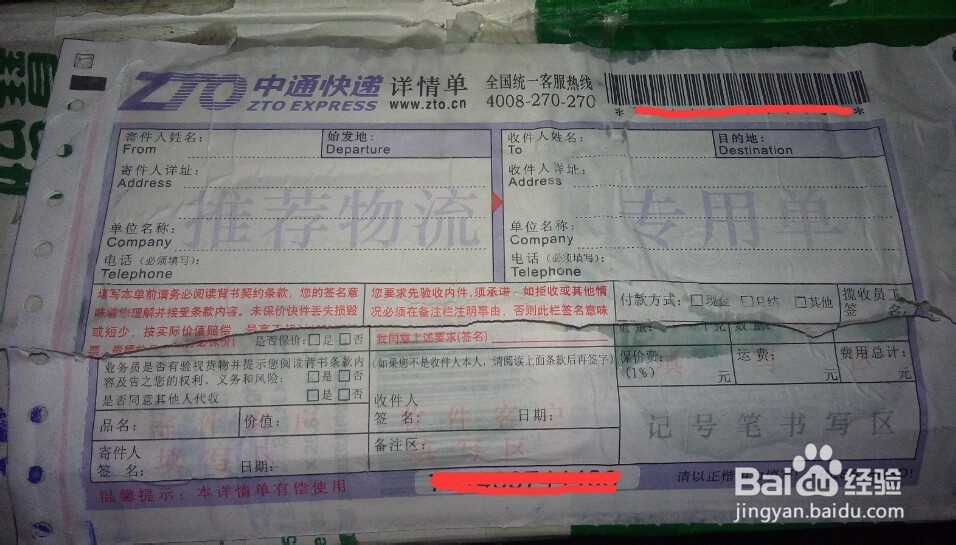 ZTO 中通快递 详情单 全国统一客服热线
ZTO EXPRESS www.zto.cn 4008-270-270
寄件人姓名： 始发地： 收件人姓名： 目的地：
From Departure To Destination
寄件人详址： 收件人详址：
Address Address
推荐物流 专用单
单位名称： 单位名称：
Company Company
电话（必须填写）： 电话（必须填写）：
Telephone Telephone
填写本单前请务必阅读背书契约条款，您的签名意 您要求先验收内件，须承诺，如拒收或其他情 付款方式：□现金 □月结 □其他 揽收员工
味着您理解并接受条款内容。未保价快件丢失损毁 况必须在备注栏注明事由，否则此栏签名意味 签名：
或短少，按实际价值赔偿
是否保价：□是 □否 我同意上述要求(签名)
业务员是否有验视货物并提示您阅读背书条款内 (如果您不是收件人本人，请阅读上面条款后再签字) 保价费： 运费： 费用总计：
容及告之您的权利、义务和风险： □是 □否 (1%) 元 元 元
是否同意其他人代收 □是 □否 收件人
签名： 日期：
品名： 价值： 记号笔书写区
备注区：
寄件人
签名： 日期：
温馨提示：本详情单有偿使用 请以正楷
Baidu经验
jingyan.baidu.com